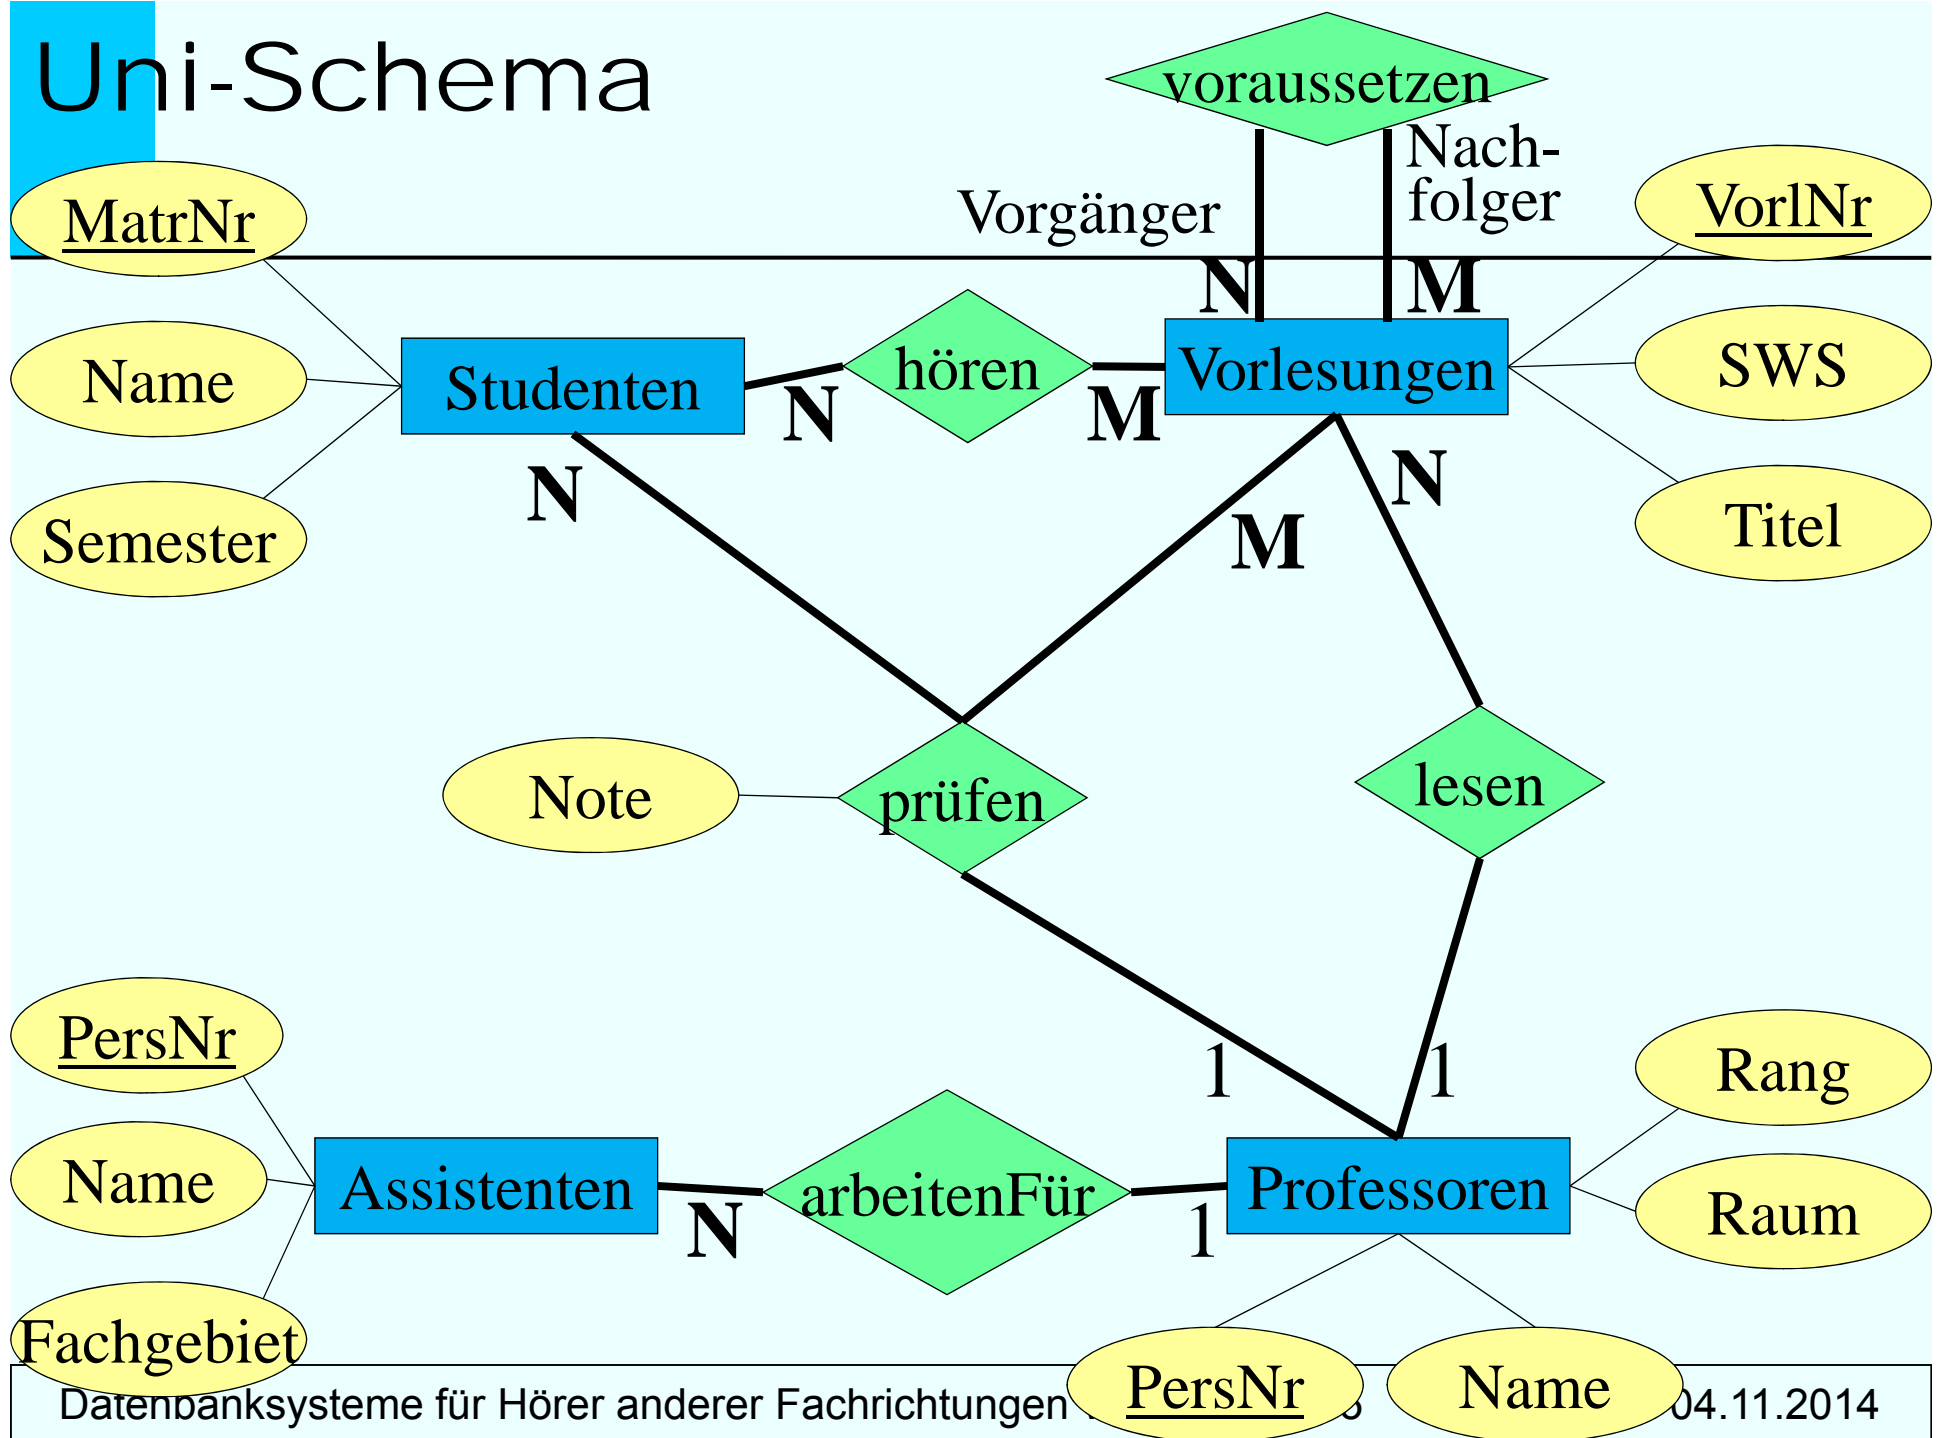 Uni-Schema
voraussetzen
Nach-
folger
Vorgänger
MatrNr
VorlNr
N
M
Name
Studenten
hören
Vorlesungen
SWS
N
M
Semester
N
N
M
Titel
Note
prüfen
lesen
PersNr
1
1
Rang
Name
Assistenten
arbeitenFür
Professoren
Raum
N
1
Fachgebiet
PersNr
Name
Datenbanksysteme für Hörer anderer Fachrichtungen
04.11.2014